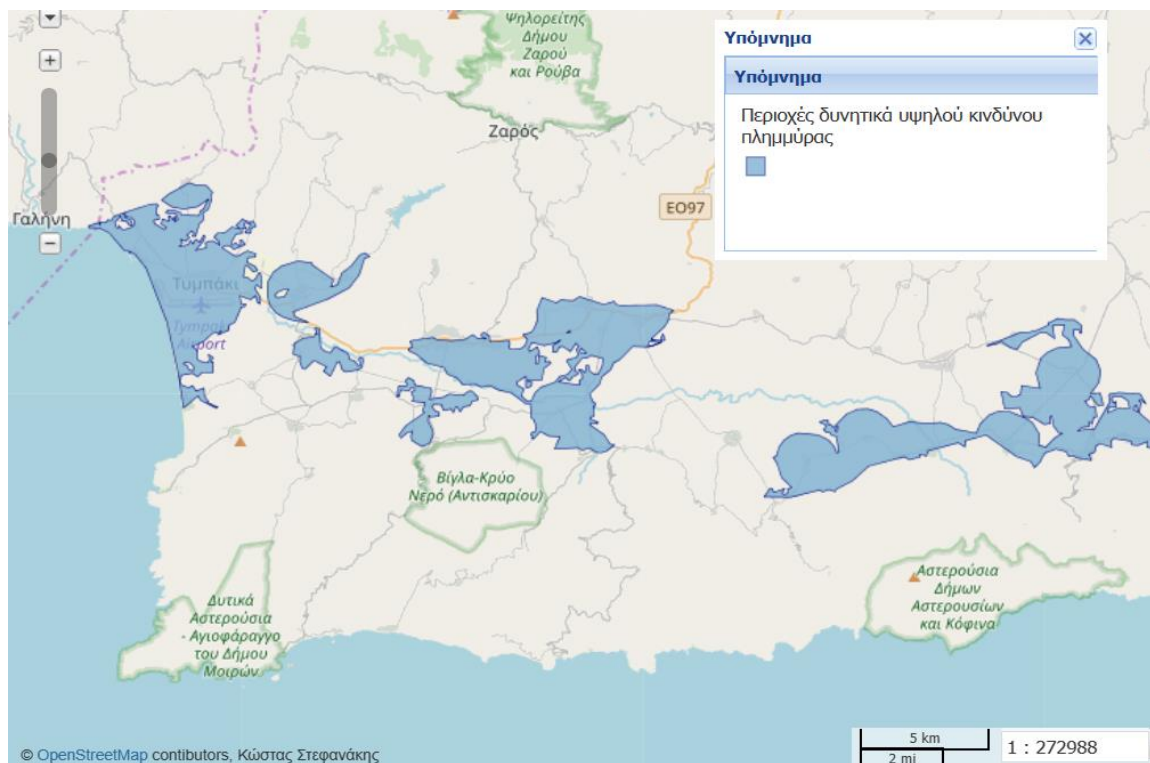 Ψηλορείτης
Δήμου
Ζαρού
και Ρούβα
Υπόμνημα
Υπόμνημα
Περιοχές δυνητικά υψηλού κινδύνου
πλημμύρας
Ζαρός
EO97
Γαλήνη
Τυμπάκι
Tympaki
Airport
Βίγλα-Κρύο
Νερό (Αντισκαρίου)
Δυτικά
Αστερούσια
- Αγιοφάραγγο
του Δήμου
Μοιρών
Αστερούσια
Δήμων
Αστερουσίων
και Κόφινα
© OpenStreetMap contibutors, Κώστας Στεφανάκης
5 km
2 mi
1 : 272988